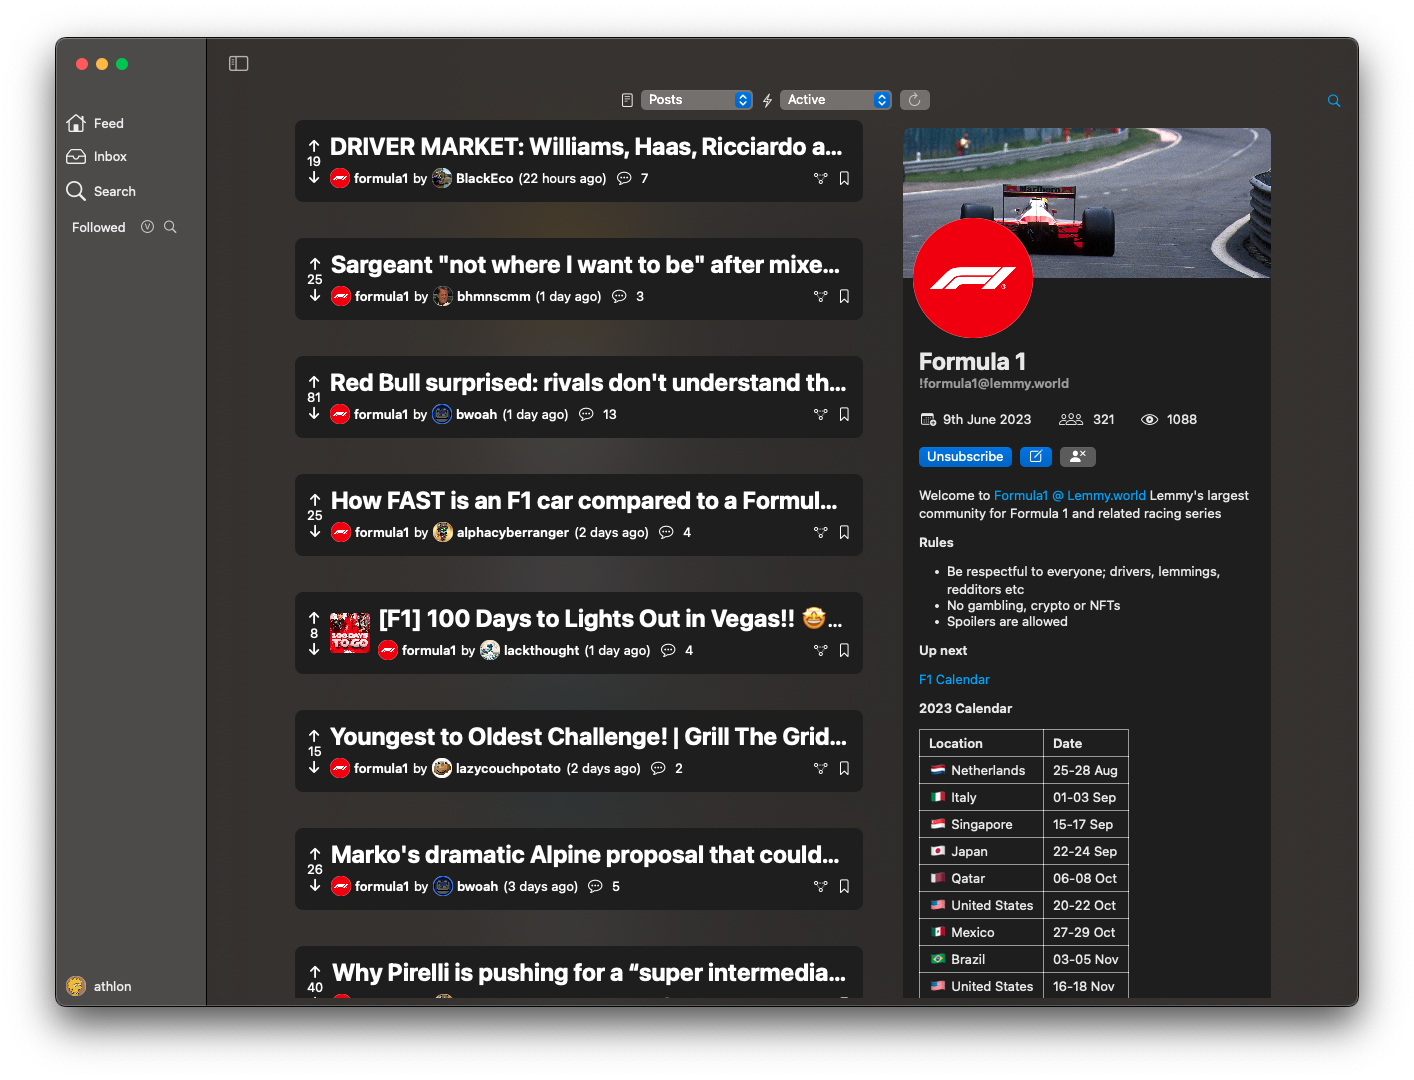 Feed
Inbox
Search
Followed
athlon
Posts
Active
19
DRIVER MARKET: Williams, Haas, Ricciardo a...
formula1 by BlackEco (22 hours ago) 7
25
Sargeant "not where I want to be" after mixe...
formula1 by bhmnscmm (1 day ago) 3
81
Red Bull surprised: rivals don't understand th...
formula1 by bwoah (1 day ago) 13
25
How FAST is an F1 car compared to a Formul...
formula1 by alphacyberranger (2 days ago) 4
8
100 DAYS
TO GO
[F1] 100 Days to Lights Out in Vegas!! 🤩...
formula1 by lackthought (1 day ago) 4
15
Youngest to Oldest Challenge! | Grill The Grid...
formula1 by lazycouchpotato (2 days ago) 2
26
Marko's dramatic Alpine proposal that could...
formula1 by bwoah (3 days ago) 5
40
Why Pirelli is pushing for a “super intermedia...
Marlboro
Formula 1
!formula1@lemmy.world
9th June 2023 321 1088
Unsubscribe
Welcome to Formula1 @ Lemmy.world Lemmy's largest
community for Formula 1 and related racing series
Rules
• Be respectful to everyone; drivers, lemmings,
redditors etc
• No gambling, crypto or NFTs
• Spoilers are allowed
Up next
F1 Calendar
2023 Calendar
Location Date
🇳🇱 Netherlands 25-28 Aug
🇮🇹 Italy 01-03 Sep
🇸🇬 Singapore 15-17 Sep
🇯🇵 Japan 22-24 Sep
🇶🇦 Qatar 06-08 Oct
🇺🇸 United States 20-22 Oct
🇲🇽 Mexico 27-29 Oct
🇧🇷 Brazil 03-05 Nov
🇺🇸 United States 16-18 Nov